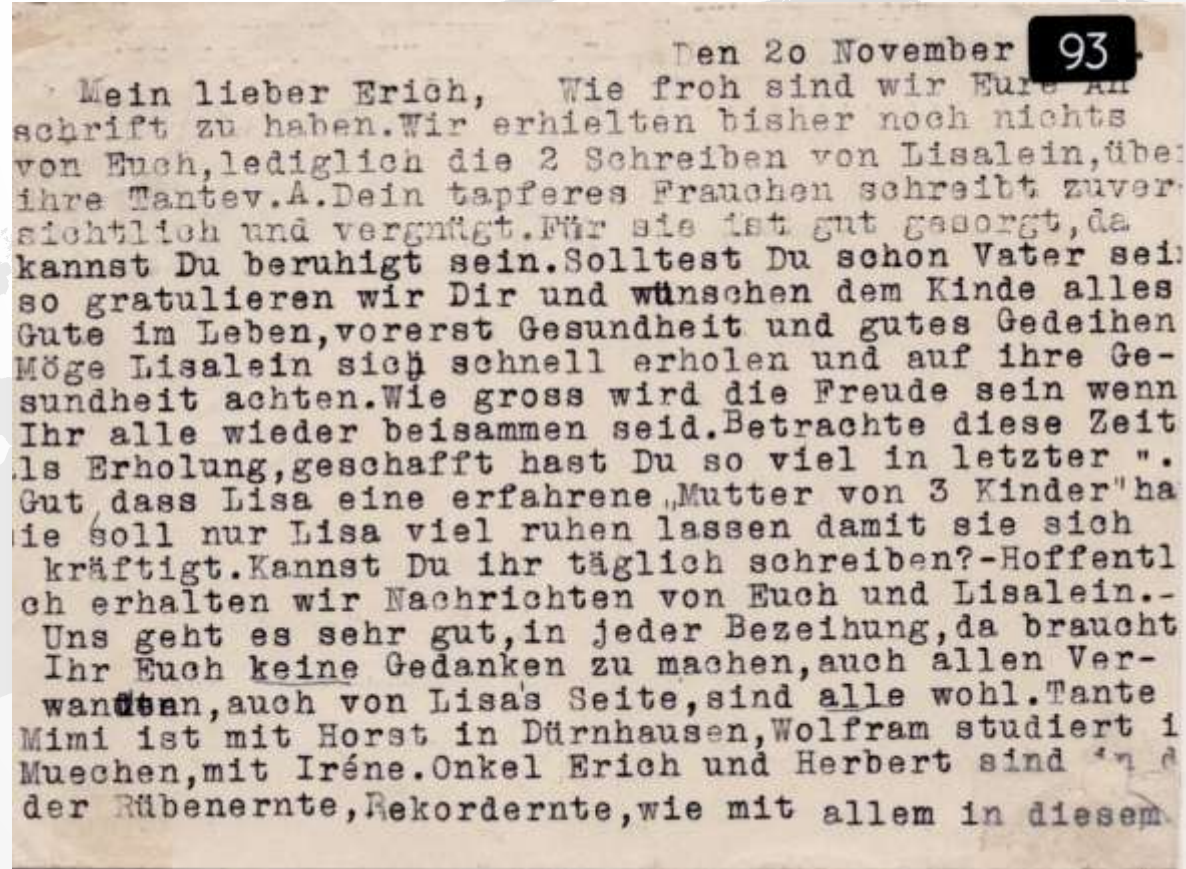 93
Den 20 November
Mein lieber Erich, Wie froh sind wir Eure An
schrift zu haben.Wir erhielten bisher noch nichts
von Euch,lediglich die 2 Schreiben von Lisalein,über
ihre Tantev.A.Dein tapferes Frauchen schreibt zuver-
sichtlich und vergnügt.Für sie ist gut gesorgt,da
kannst Du beruhigt sein.Solltest Du schon Vater sei
so gratulieren wir Dir und wünschen dem Kinde alles
Gute im Leben,vorerst Gesundheit und gutes Gedeihen
Möge Lisalein sich schnell erholen und auf ihre Ge-
sundheit achten.Wie gross wird die Freude sein wenn
Ihr alle wieder beisammen seid.Betrachte diese Zeit
ls Erholung,geschafft hast Du so viel in letzter ".
Gut dass Lisa eine erfahrene „Mutter von 3 Kinder"ha
ie soll nur Lisa viel ruhen lassen damit sie sich
kräftigt.Kannst Du ihr täglich schreiben?-Hoffentl
ch erhalten wir Nachrichten von Euch und Lisalein.-
Uns geht es sehr gut,in jeder Bezeihung,da braucht
Ihr Euch keine Gedanken zu machen,auch allen Ver-
wandten,auch von Lisa's Seite,sind alle wohl.Tante
Mimi ist mit Horst in Dürnhausen,Wolfram studiert i
Muechen,mit Iréne.Onkel Erich und Herbert sind in d
der Rübenernte,Rekordernte,wie mit allem in diesem